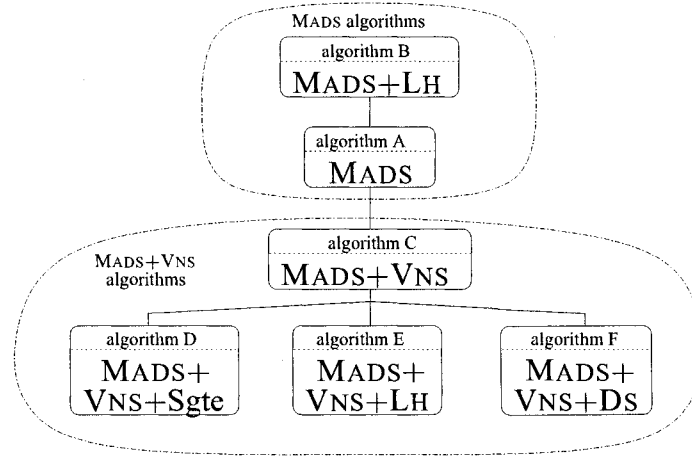 MADS algorithms
algorithm B
MADS+LH
algorithm A
MADS
algorithm C
MADS+VNS
MADS+VNS
algorithms
algorithm D
MADS+
VNS+Sgte
algorithm E
MADS+
VNS+LH
algorithm F
MADS+
VNS+DS